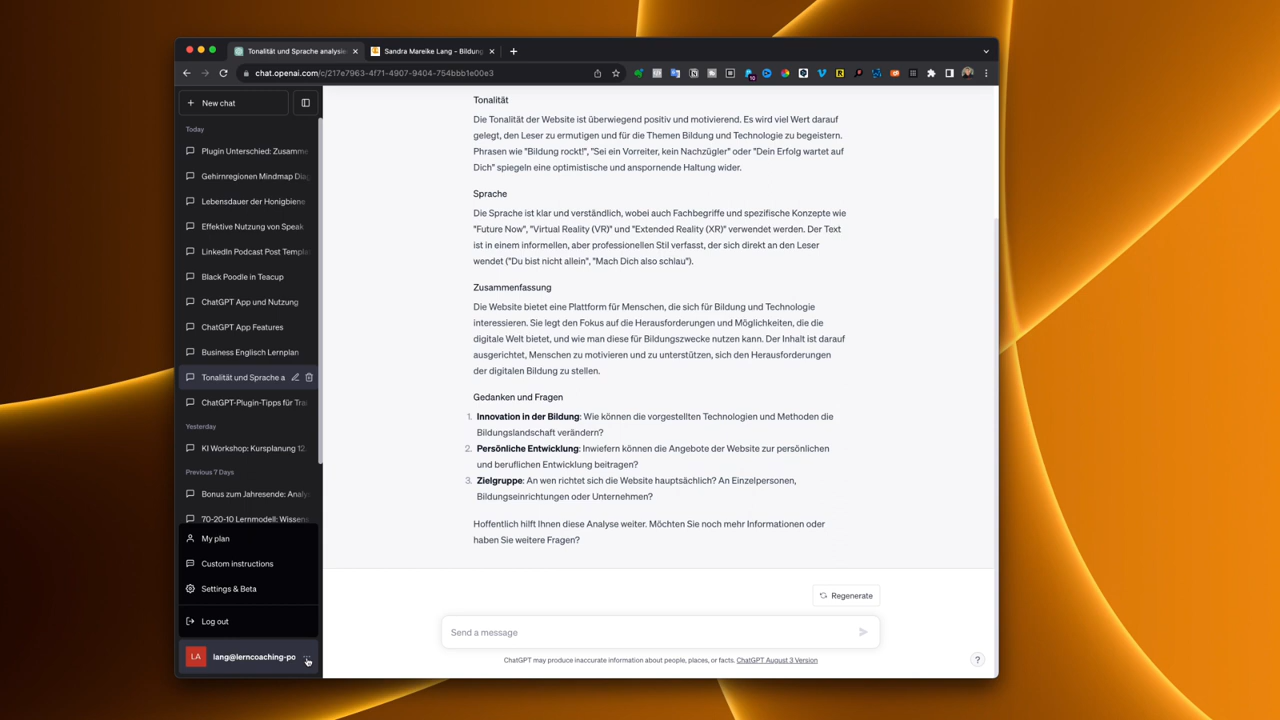 Tonalität und Sprache analysie
Sandra Mareike Lang - Bildung
chat.openai.com/c/217e7963-4f71-4907-9404-754bbb1e00e3
10
New chat
Today
Plugin Unterschied: Zusamme
Gehirnregionen Mindmap Dia
Lebensdauer der Honigbiene
Effektive Nutzung von Speak
LinkedIn Podcast Post Templa
Black Poodle in Teacup
ChatGPT App und Nutzung
ChatGPT App Features
Business Englisch Lernplan
Tonalität und Sprache a
ChatGPT-Plugin-Tipps für Trai
Yesterday
KI Workshop: Kursplanung 12.
Previous 7 Days
Bonus zum Jahresende: Analy
70-20-10 Lernmodell: Wissens
My plan
Custom instructions
Settings & Beta
Log out
LA
lang@lerncoaching-po
Tonalität
Die Tonalität der Website ist überwiegend positiv und motivierend. Es wird viel Wert darauf
gelegt, den Leser zu ermutigen und für die Themen Bildung und Technologie zu begeistern.
Phrasen wie "Bildung rockt!", "Sei ein Vorreiter, kein Nachzügler" oder "Dein Erfolg wartet auf
Dich" spiegeln eine optimistische und anspornende Haltung wider.
Sprache
Die Sprache ist klar und verständlich, wobei auch Fachbegriffe und spezifische Konzepte wie
"Future Now", "Virtual Reality (VR)" und "Extended Reality (XR)" verwendet werden. Der Text
ist in einem informellen, aber professionellen Stil verfasst, der sich direkt an den Leser
wendet ("Du bist nicht allein", "Mach Dich also schlau").
Zusammenfassung
Die Website bietet eine Plattform für Menschen, die sich für Bildung und Technologie
interessieren. Sie legt den Fokus auf die Herausforderungen und Möglichkeiten, die die
digitale Welt bietet, und wie man diese für Bildungszwecke nutzen kann. Der Inhalt ist darauf
ausgerichtet, Menschen zu motivieren und zu unterstützen, sich den Herausforderungen
der digitalen Bildung zu stellen.
Gedanken und Fragen
1. Innovation in der Bildung: Wie können die vorgestellten Technologien und Methoden die
Bildungslandschaft verändern?
2. Persönliche Entwicklung: Inwiefern können die Angebote der Website zur persönlichen
und beruflichen Entwicklung beitragen?
3. Zielgruppe: An wen richtet sich die Website hauptsächlich? An Einzelpersonen,
Bildungseinrichtungen oder Unternehmen?
Hoffentlich hilft Ihnen diese Analyse weiter. Möchten Sie noch mehr Informationen oder
haben Sie weitere Fragen?
Regenerate
Send a message
ChatGPT may produce inaccurate information about people, places, or facts. ChatGPT August 3 Version
?